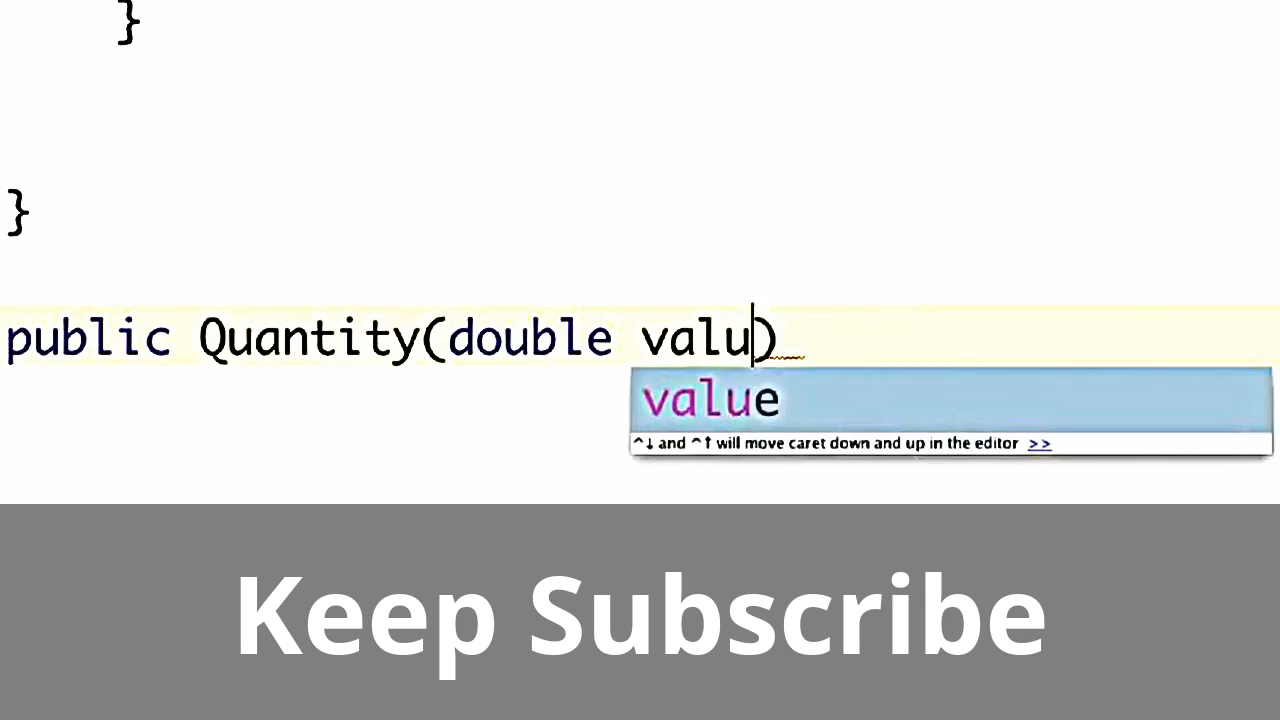 }
}
public Quantity(double valu)
value
^↓ and ^↑ will move caret down and up in the editor >>
Keep Subscribe